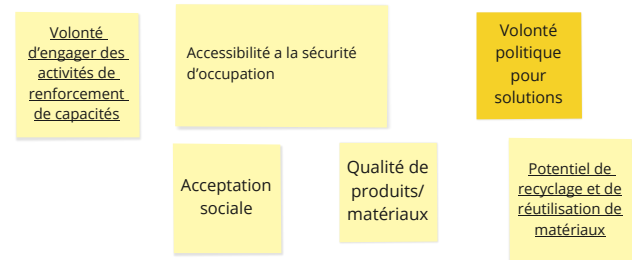 Volonté
d’engager des
activités de
renforcement
de capacités
Accessibilité a la sécurité
d’occupation
Volonté
politique
pour
solutions
Acceptation
sociale
Qualité de
produits/
matériaux
Potentiel de
recyclage et de
réutilisation de
matériaux